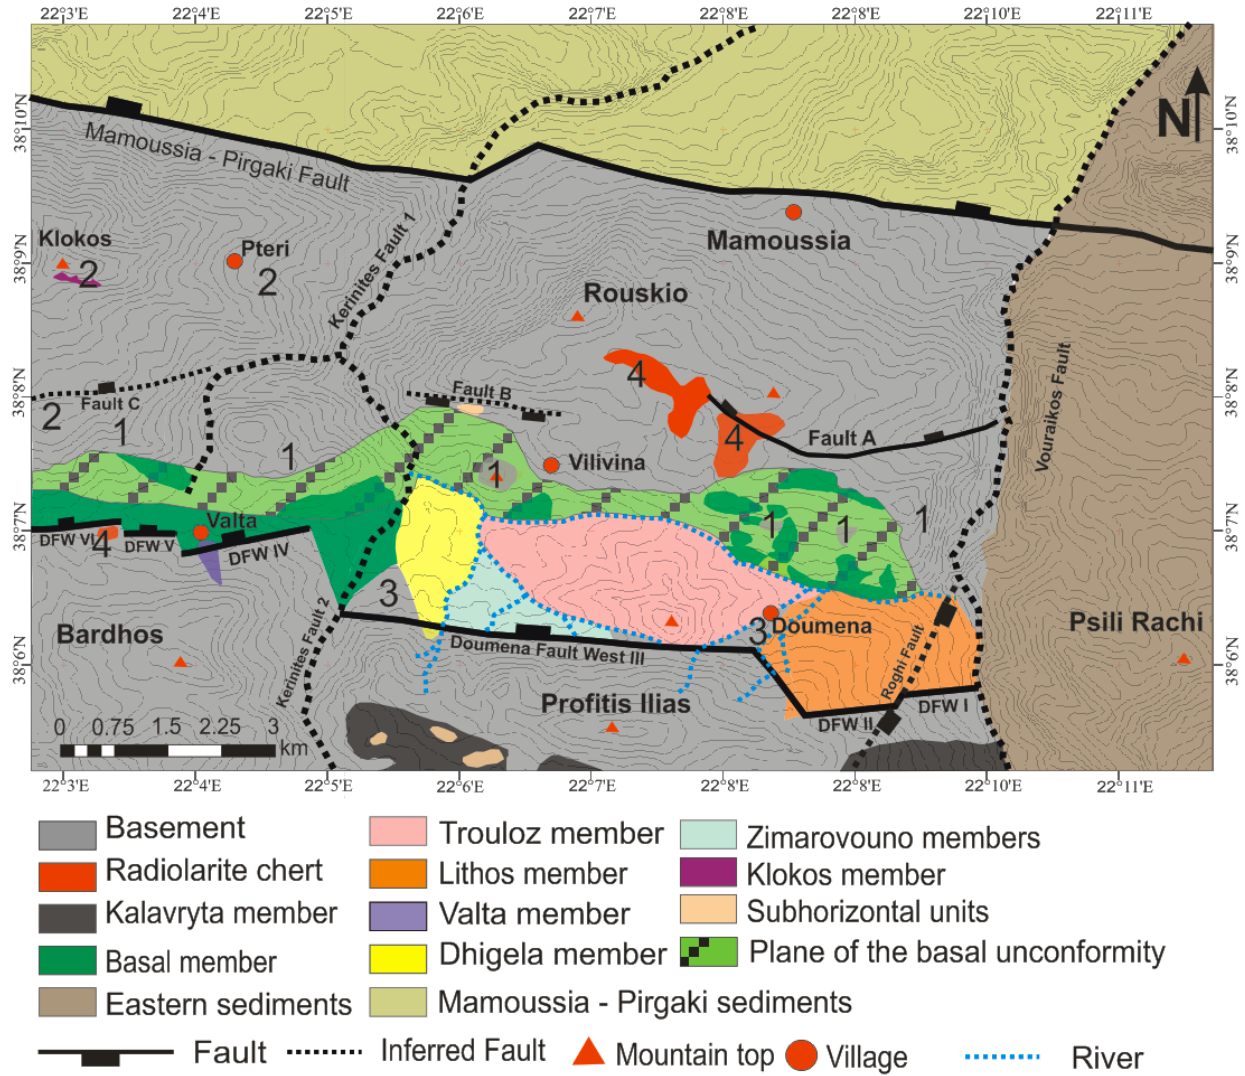 22°3'E 22°4'E 22°5'E 22°6'E 22°7'E 22°8'E 22°8'E 22°10'E 22°11'E
38°10'N
38°10'N
N
Mamoussia - Pirgaki Fault
Klokos
2
Pteri
2
Kerinites Fault 1
Mamoussia
38°9'N
38°9'N
Rouskio
4
Vouraikos Fault
38°8'N
38°8'N
Fault C
2
1
Fault B
4
Fault A
1
1
Vilivina
1
1
1
38°7'N
38°7'N
Valta
DFW VI
4
DFW V
DFW IV
3
3
Doumena
Bardhos
Kerinites Fault 2
Doumena Fault West III
Roghi Fault
Psili Rachi
38°6'N
38°6'N
Profitis Ilias
DFW II
DFW I
0 0.75 1.5 2.25 3
km
22°3'E 22°4'E 22°5'E 22°6'E 22°7'E 22°8'E 22°8'E 22°10'E 22°11'E
Basement
Radiolarite chert
Kalavryta member
Basal member
Eastern sediments
Trouloz member
Lithos member
Valta member
Dhigela member
Mamoussia - Pirgaki sediments
Zimarovouno members
Klokos member
Subhorizontal units
Plane of the basal unconformity
Fault
Inferred Fault
Mountain top
Village
River